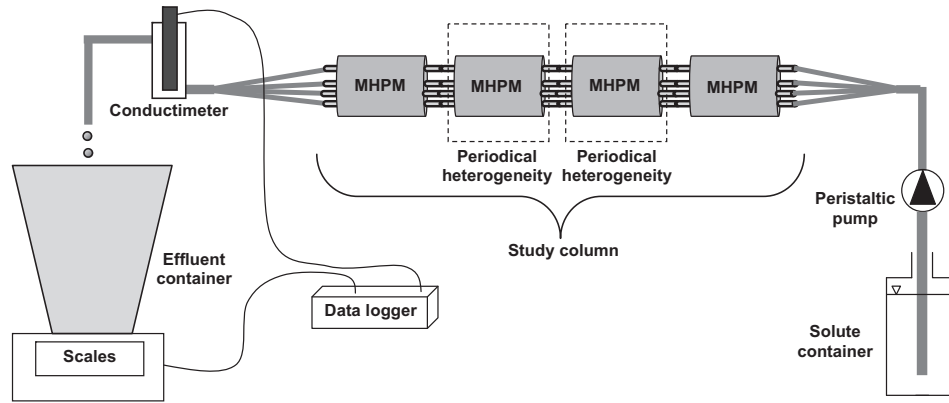 Conductimeter
MHPM
MHPM
MHPM
MHPM
Periodical
heterogeneity
Periodical
heterogeneity
Peristaltic
pump
Study column
Effluent
container
Data logger
Scales
Solute
container